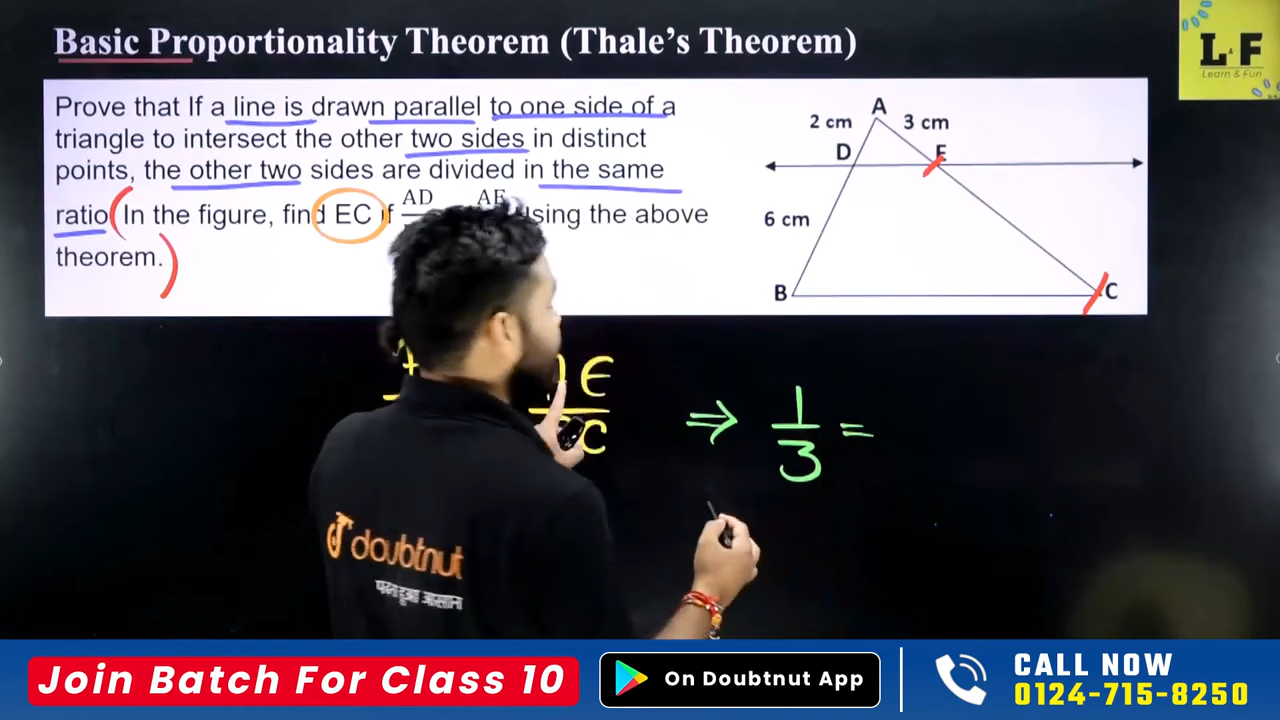 Basic Proportionality Theorem (Thale's Theorem)
L & F
Learn & Fun
Prove that If a line is drawn parallel to one side of a
triangle to intersect the other two sides in distinct
points, the other two sides are divided in the same
ratio (In the figure, find EC if AD AE using the above
theorem.)
A
2 cm 3 cm
D E
6 cm
B C
E
C
⇒ 1/3 =
doubtnut
पढ़ना हुआ आसान
Join Batch For Class 10
On Doubtnut App
CALL NOW
0124-715-8250